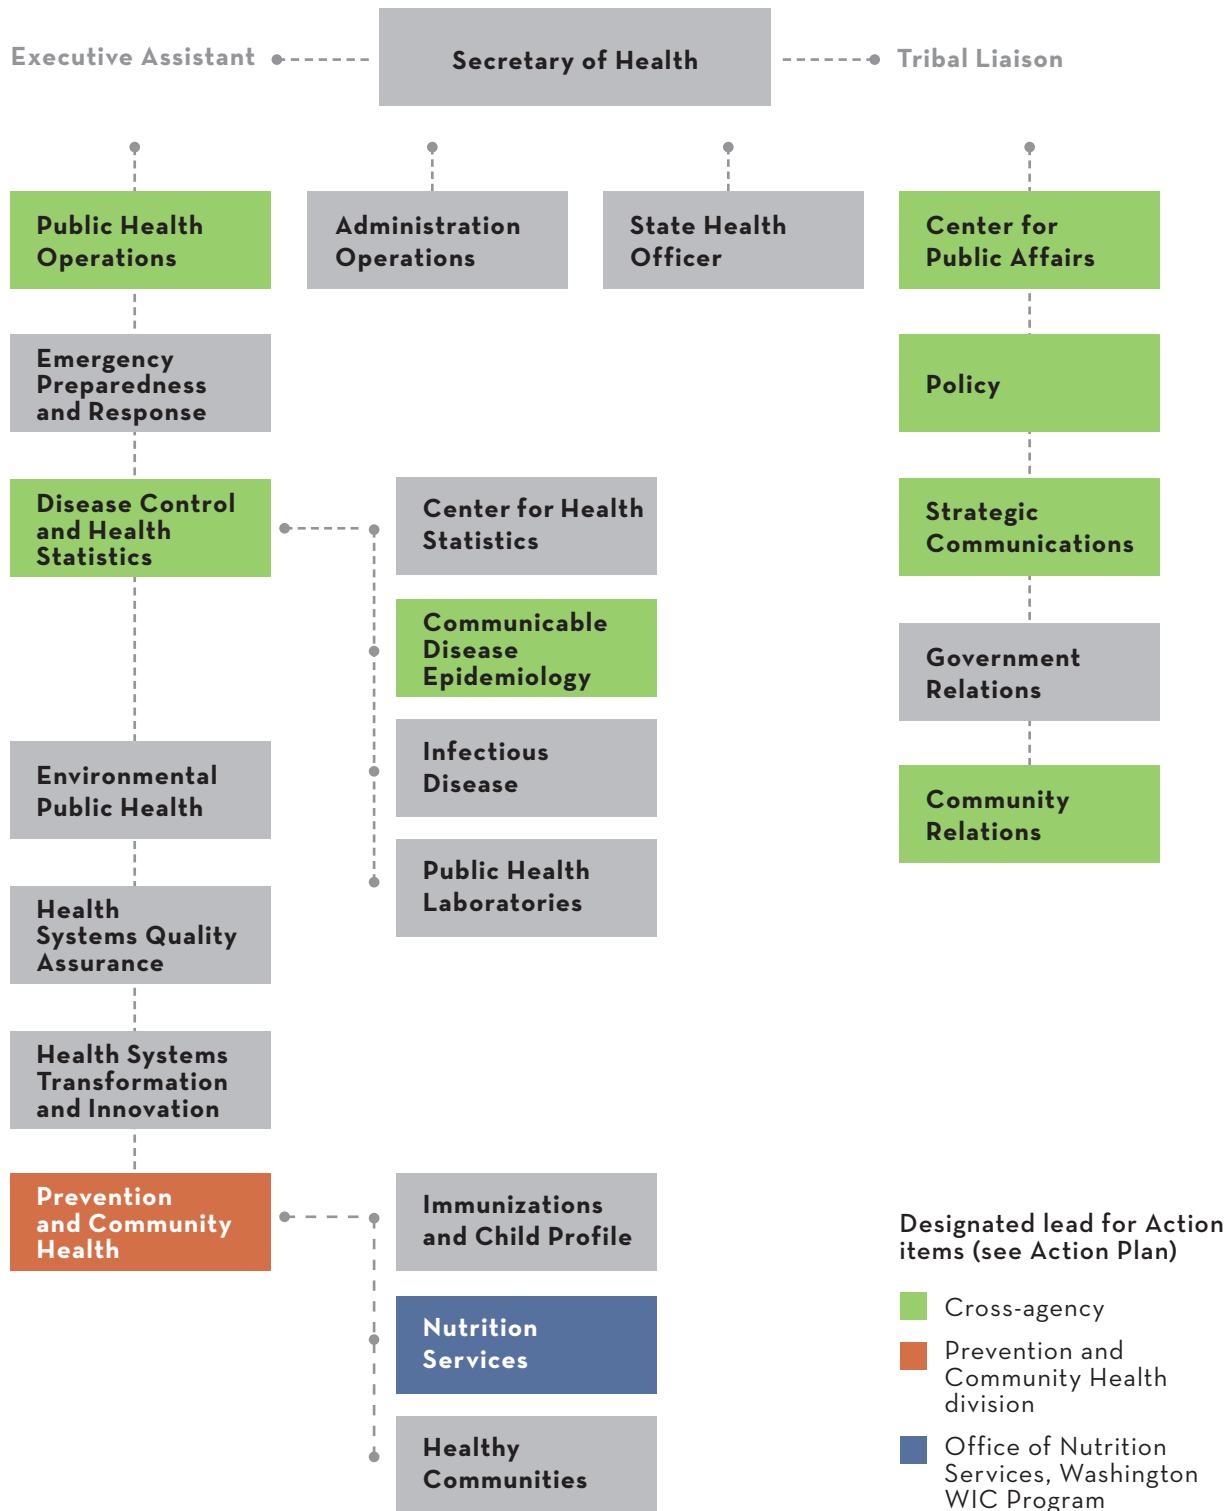 Executive Assistant
Secretary of Health
Tribal Liaison
Public Health
Operations
Administration
Operations
State Health
Officer
Center for
Public Affairs
Emergency
Preparedness
and Response
Policy
Disease Control
and Health
Statistics
Center for Health
Statistics
Strategic
Communications
Communicable
Disease
Epidemiology
Government
Relations
Environmental
Public Health
Infectious
Disease
Community
Relations
Public Health
Laboratories
Health
Systems Quality
Assurance
Health Systems
Transformation
and Innovation
Prevention
and Community
Health
Immunizations
and Child Profile
Nutrition
Services
Healthy
Communities
Designated lead for Action
items (see Action Plan)
Cross-agency
Prevention and
Community Health
division
Office of Nutrition
Services, Washington
WIC Program